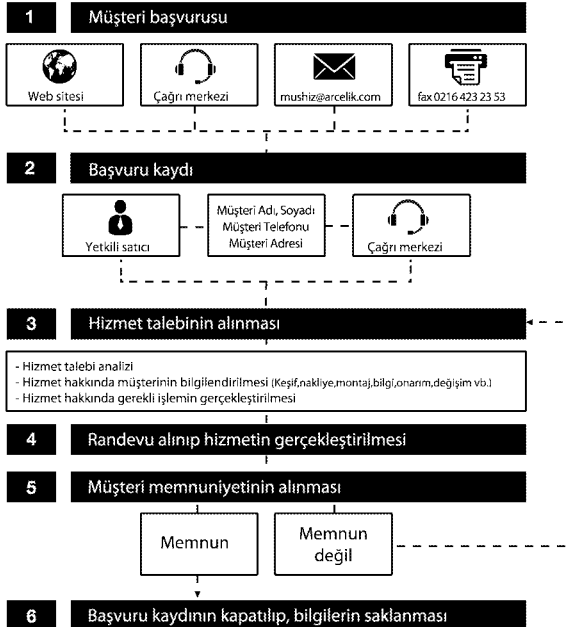 1 Müşteri başvurusu
Web sitesi
Çağrı merkezi
mushiz@arcelik.com
fax 0216 423 23 53
2 Başvuru kaydı
Yetkili satıcı
Müşteri Adı, Soyadı
Müşteri Telefonu
Müşteri Adresi
Çağrı merkezi
3 Hizmet talebinin alınması
- Hizmet talebi analizi
- Hizmet hakkında müşterinin bilgilendirilmesi (Keşif,nakliye,montaj,bilgi,onarım,değişim vb.)
- Hizmet hakkında gerekli işlemin gerçekleştirilmesi
4 Randevu alınıp hizmetin gerçekleştirilmesi
5 Müşteri memnuniyetinin alınması
Memnun
Memnun
değil
6 Başvuru kaydının kapatılıp, bilgilerin saklanması